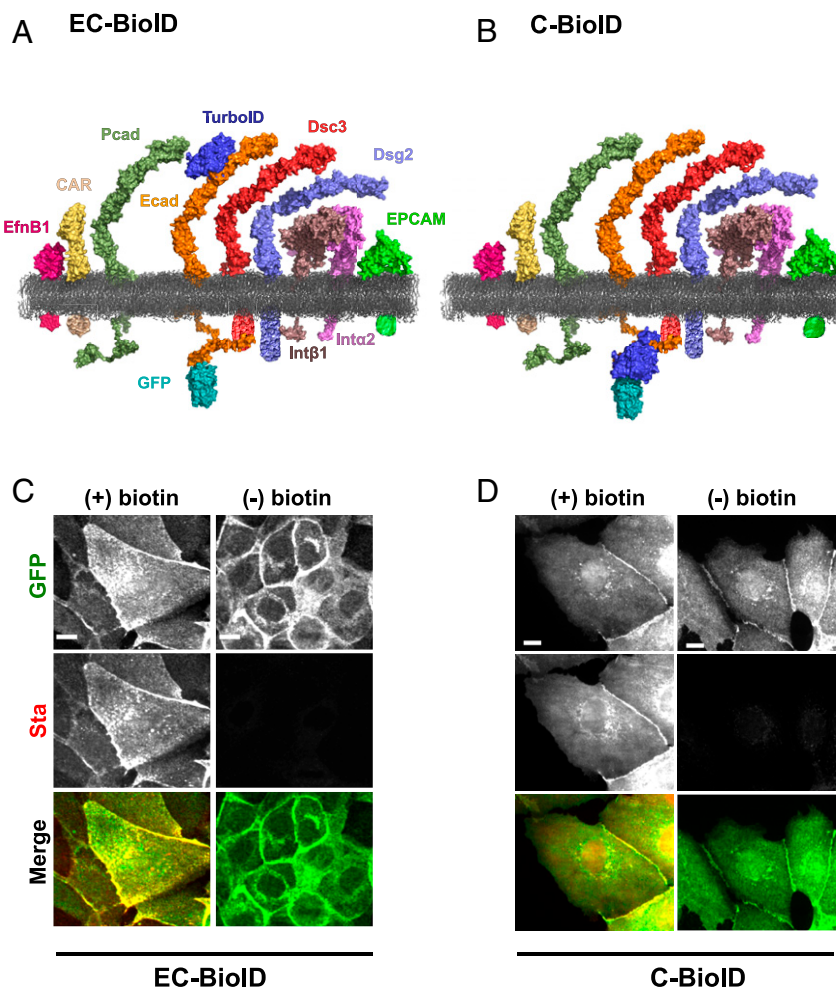 A
EC-BioID
B
C-BioID
Pcad
TurboID
Dsc3
Dsg2
CAR
Ecad
EfnB1
EPCAM
Intα2
Intβ1
GFP
C
(+) biotin
(-) biotin
D
(+) biotin
(-) biotin
GFP
Sta
Merge
EC-BioID
C-BioID